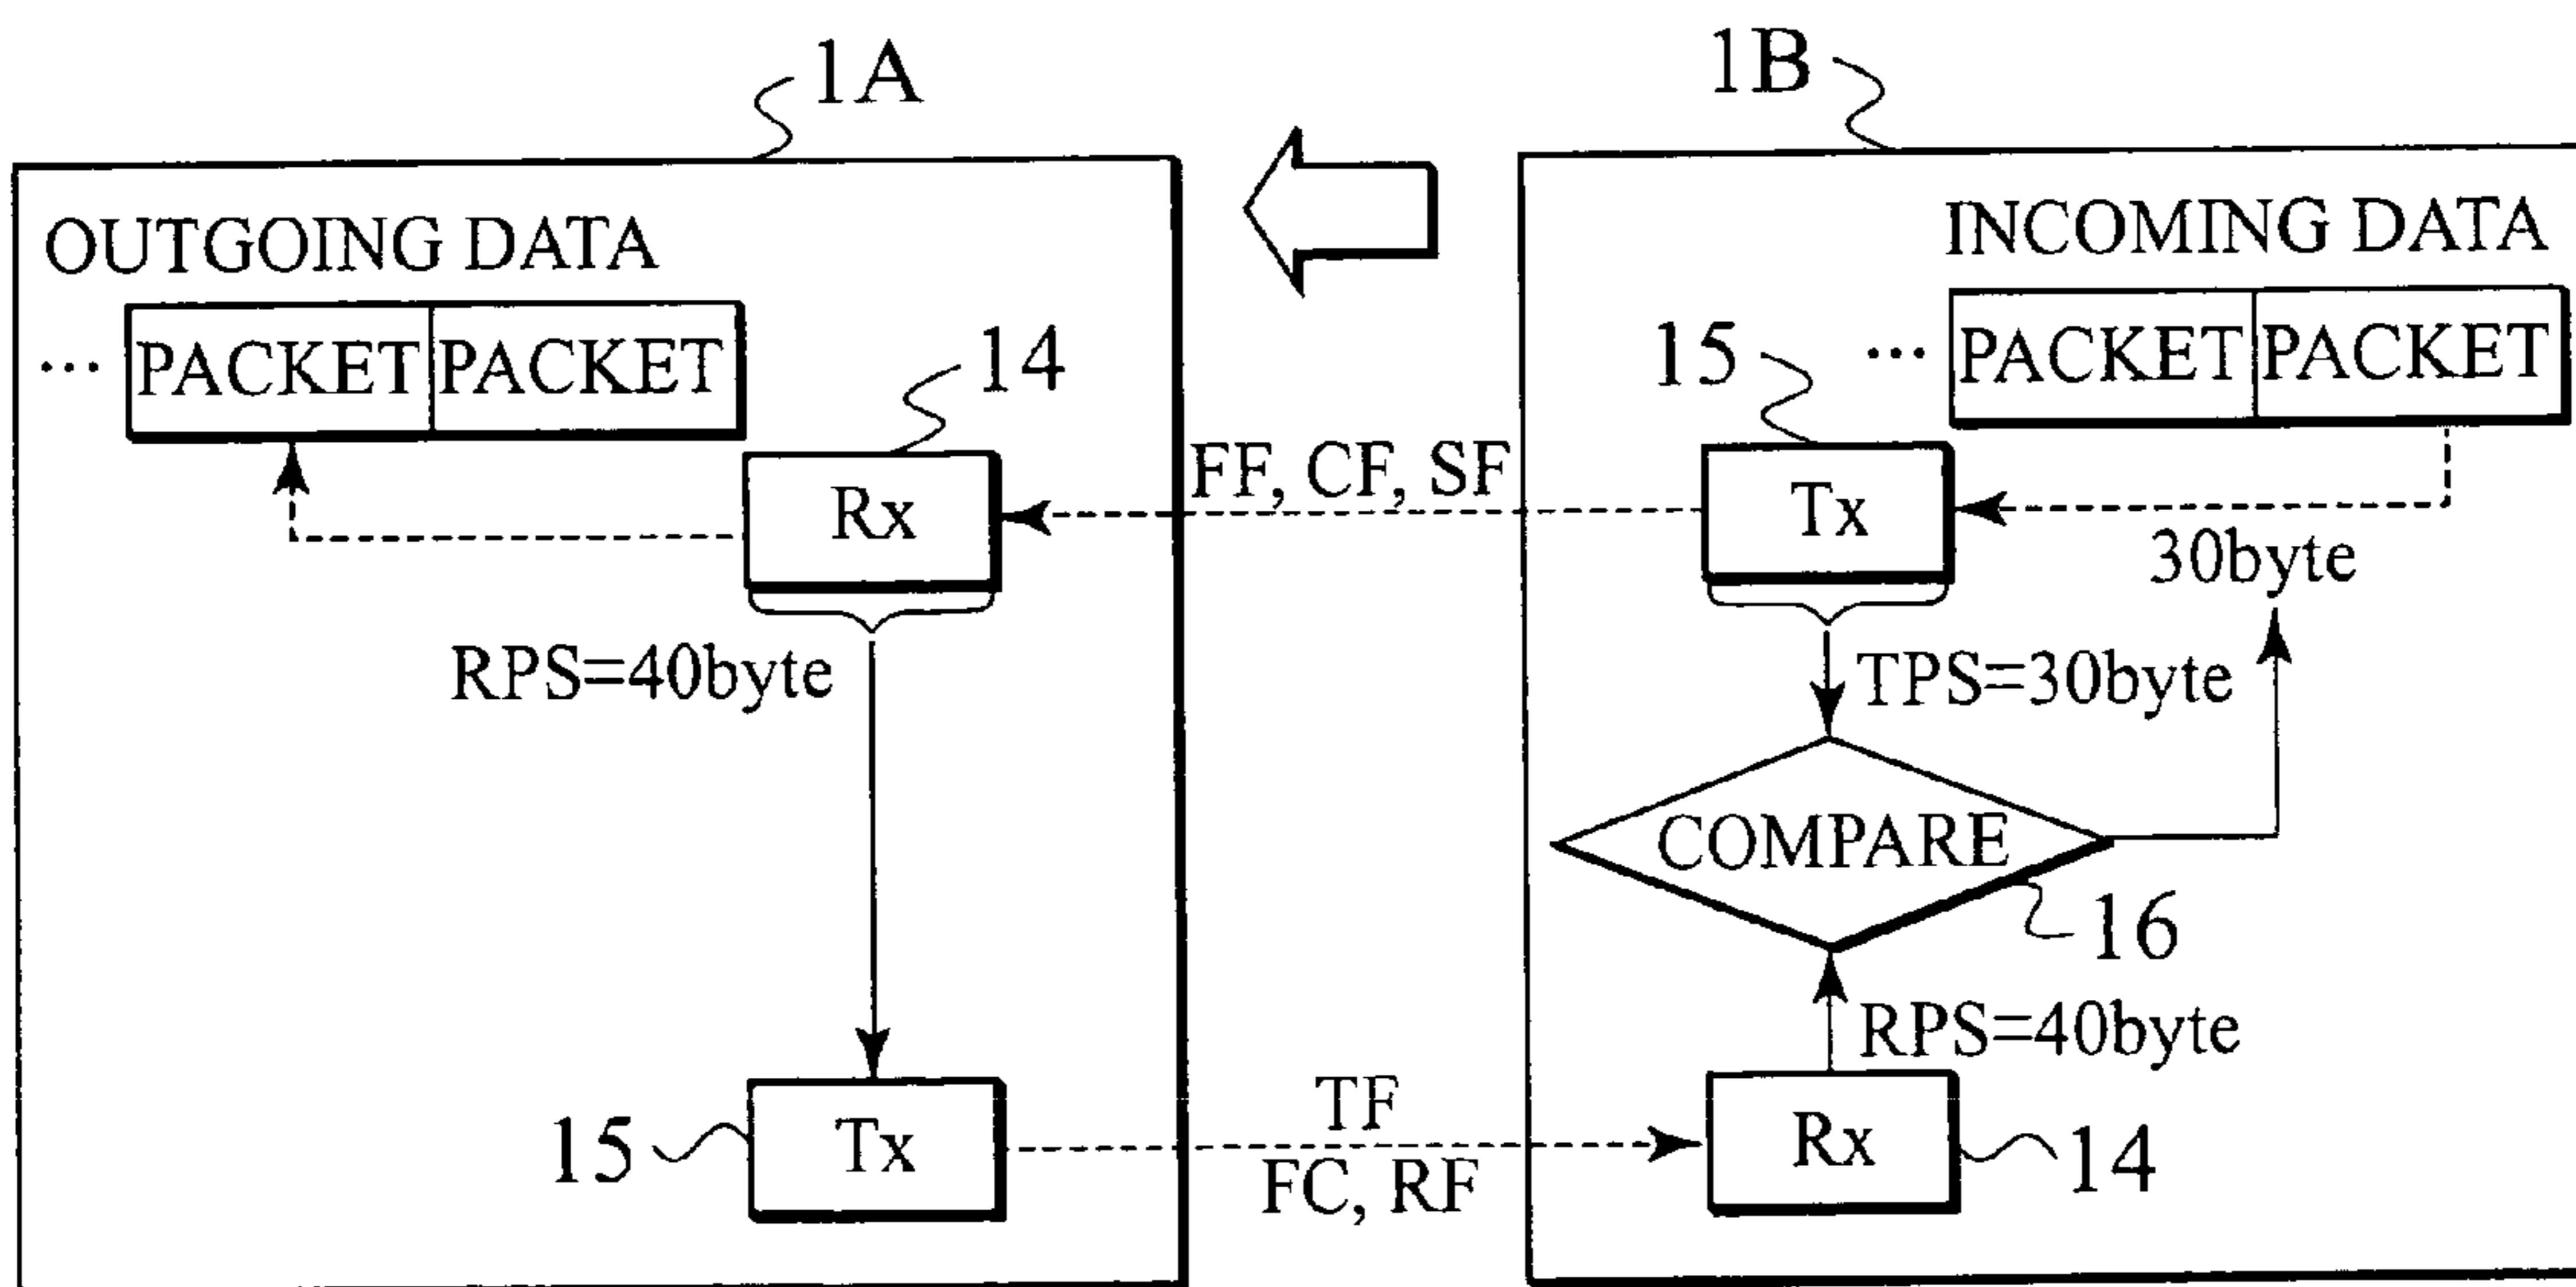 1A
1B
OUTGOING DATA
INCOMING DATA
... PACKET PACKET
... PACKET PACKET
14
15
Rx
FF, CF, SF
Tx
30byte
RPS=40byte
TPS=30byte
COMPARE
16
RPS=40byte
15
Tx
TF
FC, RF
Rx
14